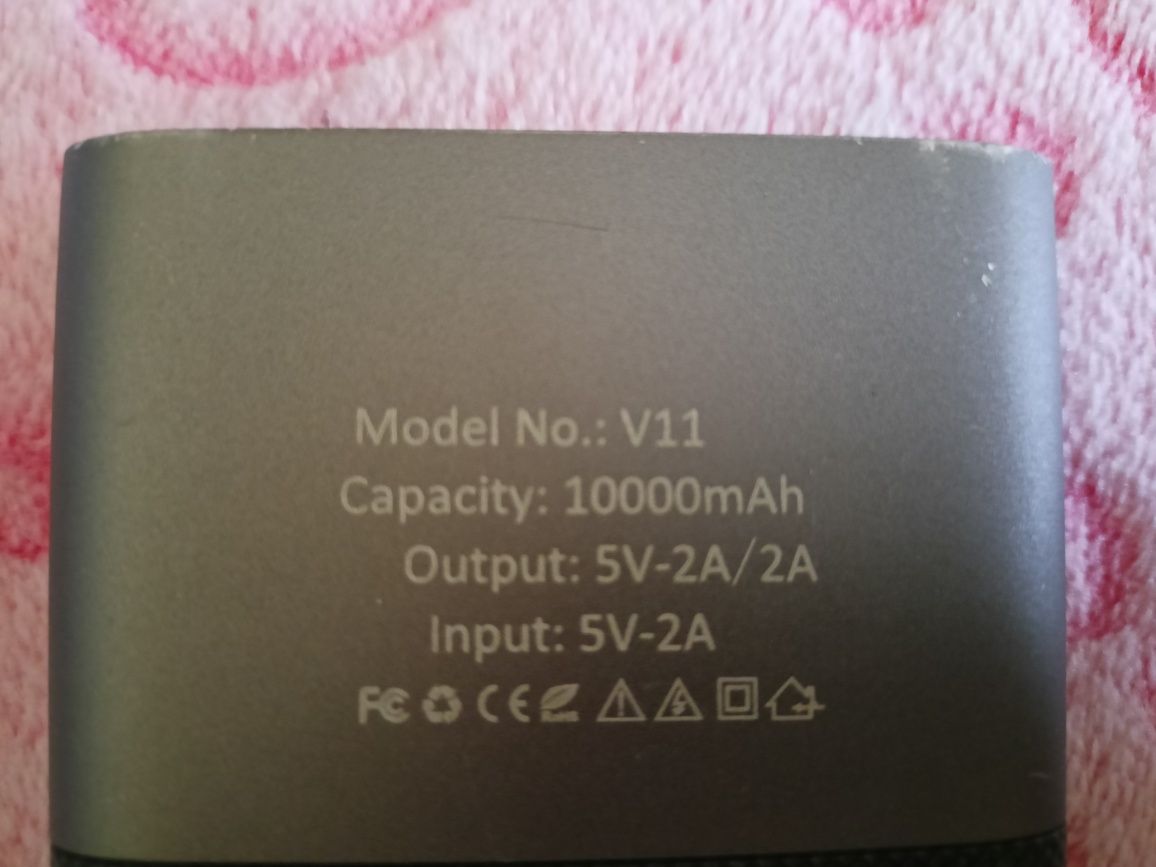 Model No.: V11
Capacity: 10000mAh
Output: 5V-2A/2A
Input: 5V-2A
FC CE